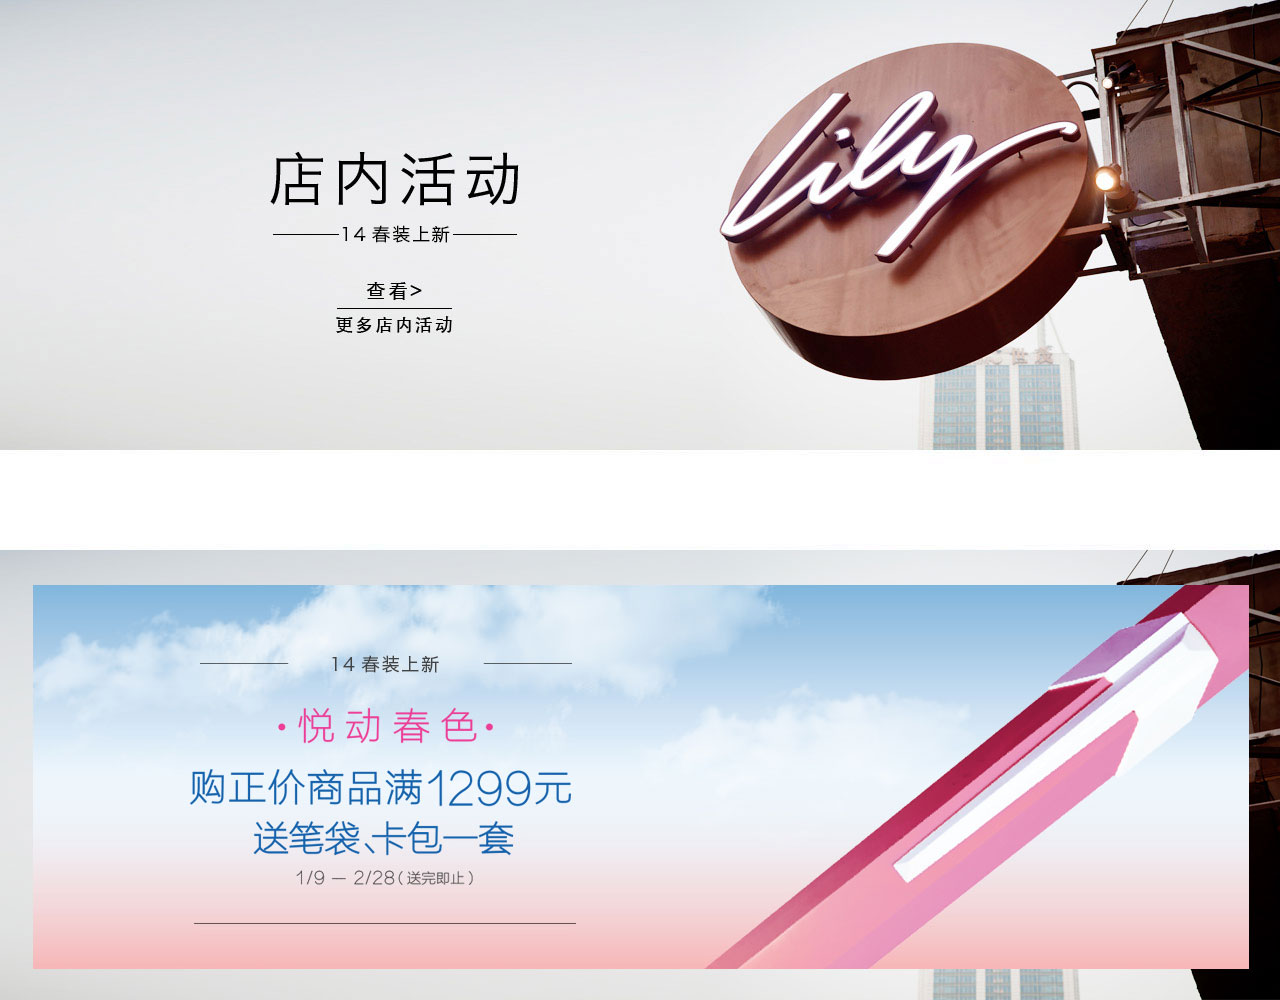 店内活动
14 春装上新
查看>
更多店内活动
Lily
14 春装上新
·悦动春色·
购正价商品满1299元
送笔袋、卡包一套
1/9 — 2/28(送完即止)